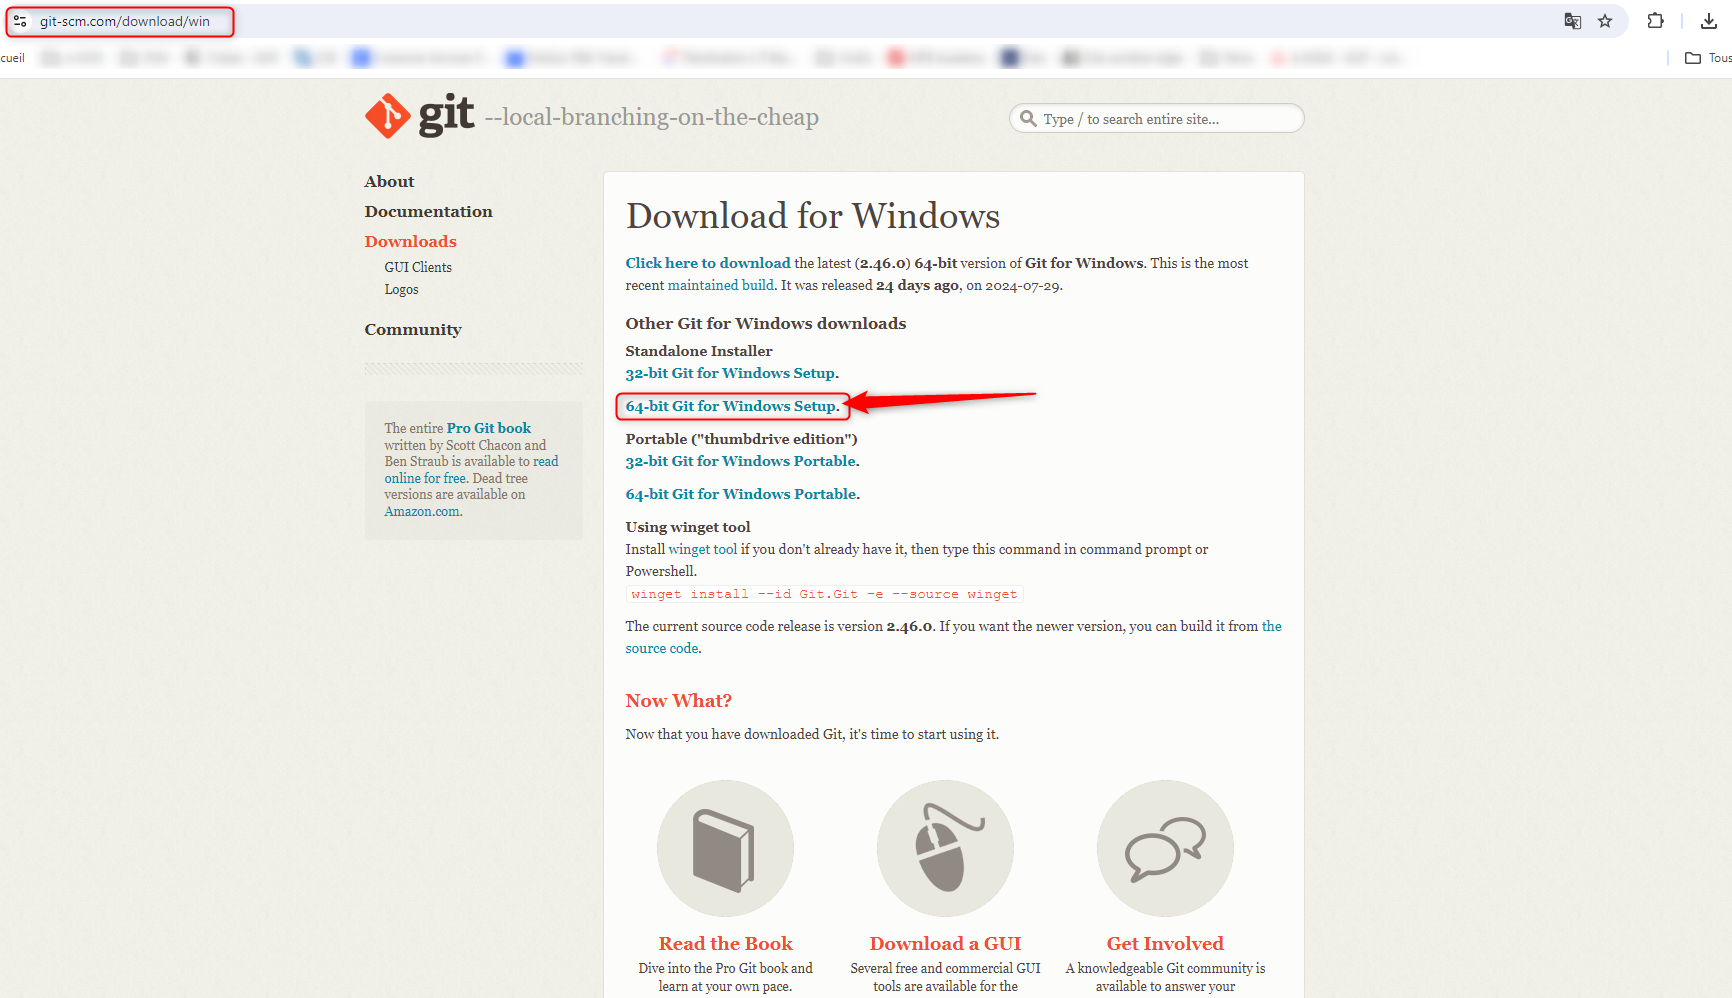 git-scm.com/download/win
cueil
Tous
git --local-branching-on-the-cheap
Type / to search entire site...
About
Documentation
Downloads
GUI Clients
Logos
Community
The entire Pro Git book
written by Scott Chacon and
Ben Straub is available to read
online for free. Dead tree
versions are available on
Amazon.com.
Download for Windows
Click here to download the latest (2.46.0) 64-bit version of Git for Windows. This is the most
recent maintained build. It was released 24 days ago, on 2024-07-29.
Other Git for Windows downloads
Standalone Installer
32-bit Git for Windows Setup.
64-bit Git for Windows Setup.
Portable ("thumbdrive edition")
32-bit Git for Windows Portable.
64-bit Git for Windows Portable.
Using winget tool
Install winget tool if you don't already have it, then type this command in command prompt or
Powershell.
winget install --id Git.Git -e --source winget
The current source code release is version 2.46.0. If you want the newer version, you can build it from the
source code.
Now What?
Now that you have downloaded Git, it's time to start using it.
Read the Book
Dive into the Pro Git book and
learn at your own pace.
Download a GUI
Several free and commercial GUI
tools are available for the
Get Involved
A knowledgeable Git community is
available to answer your